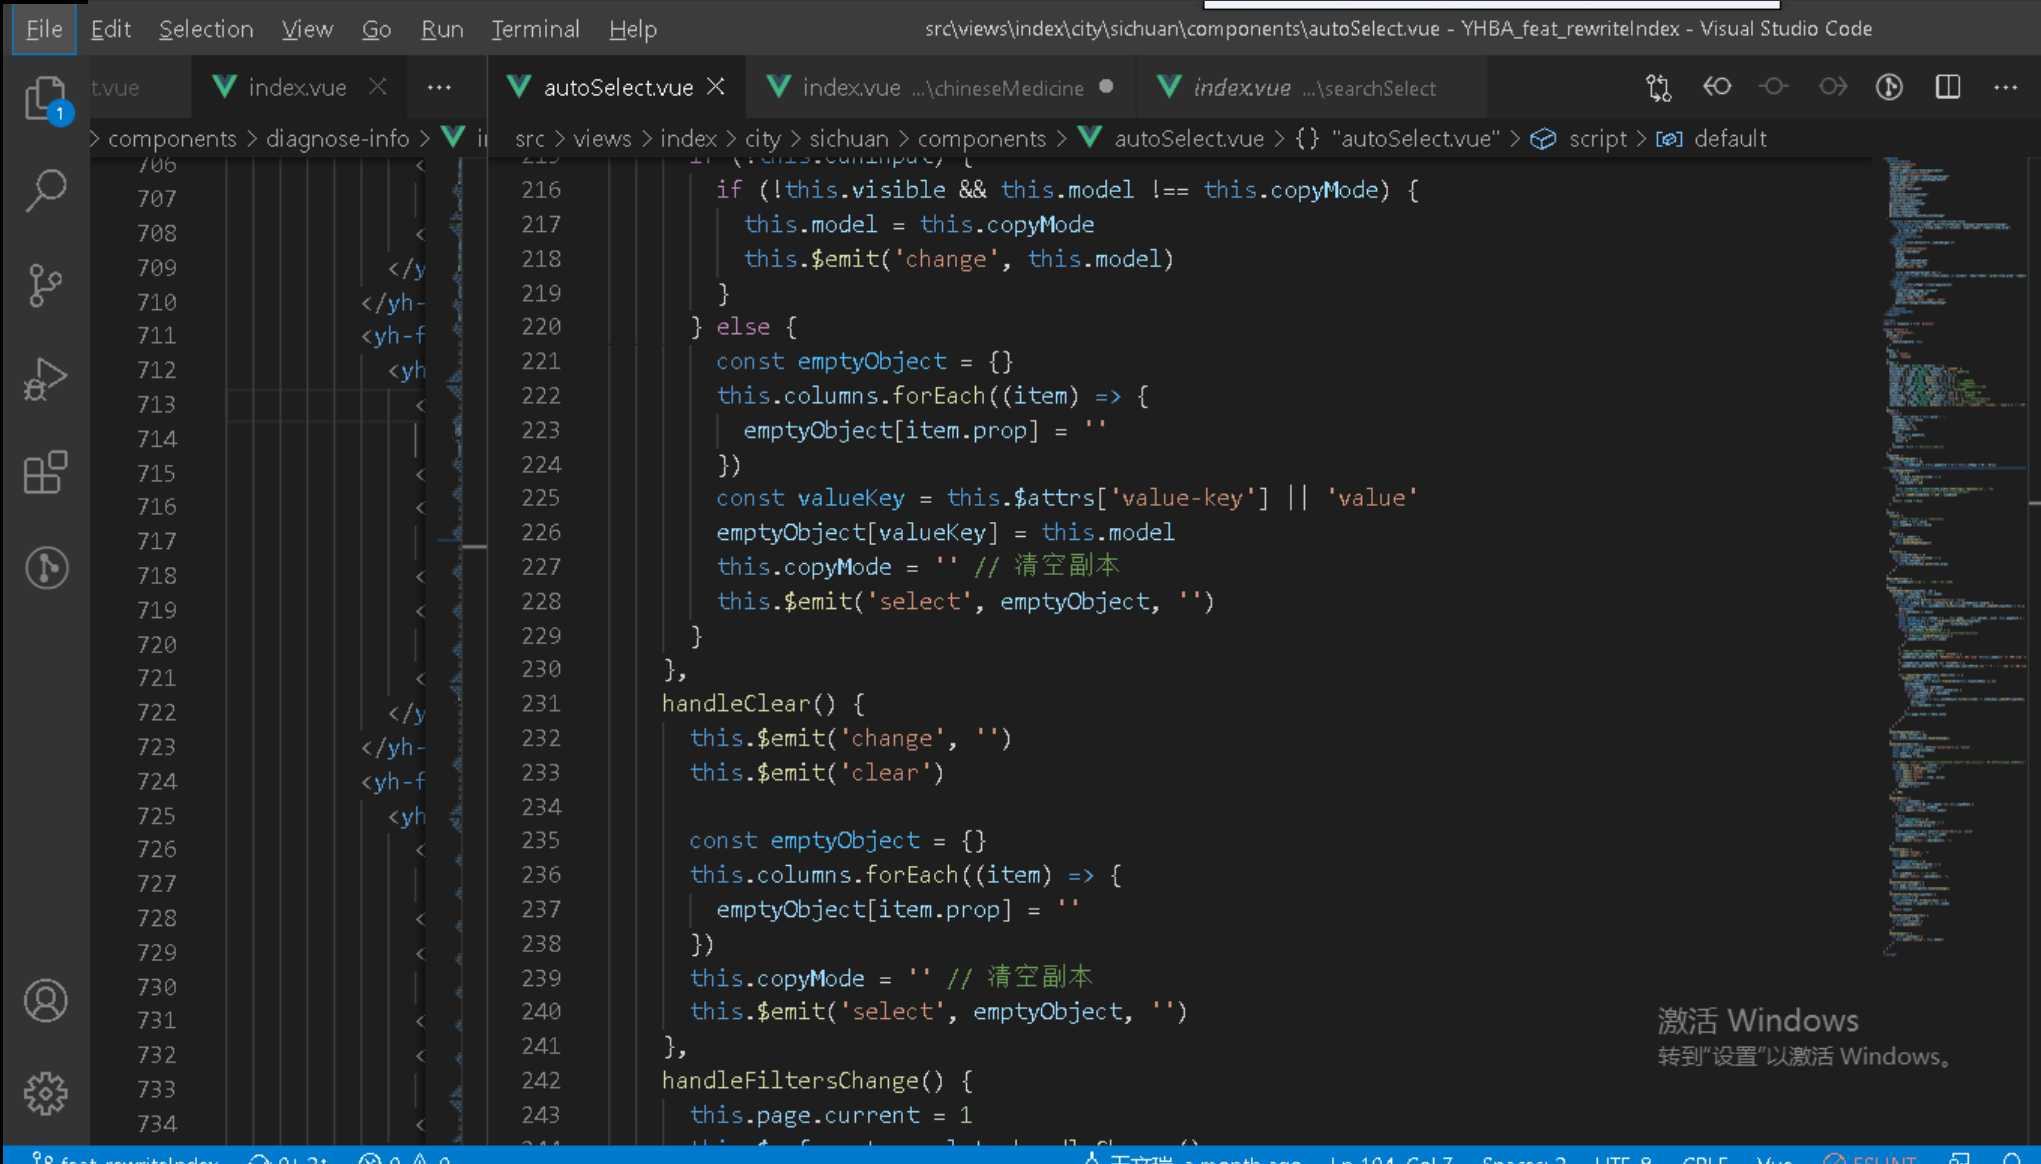 File Edit Selection View Go Run Terminal Help
src\views\index\city\sichuan\components\autoSelect.vue - YHBA_feat_rewriteIndex - Visual Studio Code
t.vue index.vue
autoSelect.vue index.vue ...\chineseMedicine index.vue ...\searchSelect
1
> components > diagnose-info >
src > views > index > city > sichuan > components > autoSelect.vue > {} "autoSelect.vue" > script > default
706 <
707
708 <
709 </y
710 </yh-
711 <yh-f
712 <yh
713 <
714
715 <
716 <
717
718 <
719 <
720
721 <
722 </y
723 </yh-
724 <yh-f
725 <yh
726 <
727
728 <
729 <
730
731 <
732 <
733
734 <
216 if (!this.visible && this.model !== this.copyMode) {
217 this.model = this.copyMode
218 this.$emit('change', this.model)
219 }
220 } else {
221 const emptyObject = {}
222 this.columns.forEach((item) => {
223 emptyObject[item.prop] = ''
224 })
225 const valueKey = this.$attrs['value-key'] || 'value'
226 emptyObject[valueKey] = this.model
227 this.copyMode = '' // 清空副本
228 this.$emit('select', emptyObject, '')
229 }
230 },
231 handleClear() {
232 this.$emit('change', '')
233 this.$emit('clear')
234
235 const emptyObject = {}
236 this.columns.forEach((item) => {
237 emptyObject[item.prop] = ''
238 })
239 this.copyMode = '' // 清空副本
240 this.$emit('select', emptyObject, '')
241 },
242 handleFiltersChange() {
243 this.page.current = 1
激活 Windows
转到"设置"以激活 Windows。